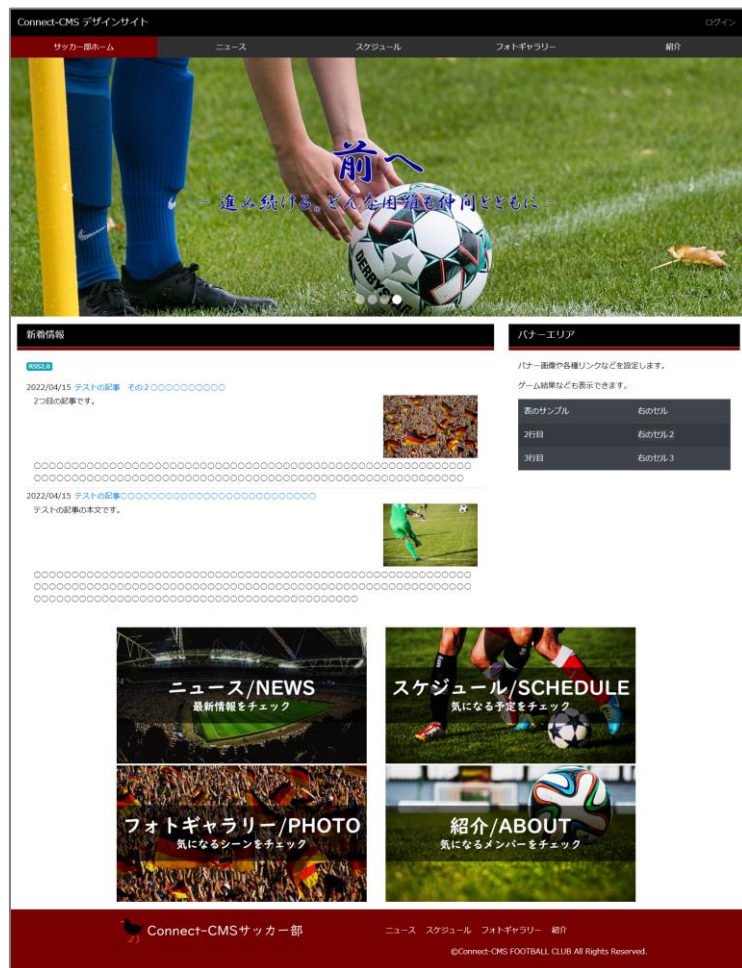 Connect-CMS デザインサイト
ログイン
サッカー部ホーム ニュース スケジュール フォトギャラリー 紹介
前へ
- 進み続ける。どんな困難も仲間とともに -
DERBYSTAR
新着情報
RSS2.0
2022/04/15 テストの記事　その２○○○○○○○○○○
2つ目の記事です。
○○○○○○○○○○○○○○○○○○○○○○○○○○○○○○○○○○○○○○○○○○○○○○○○○○○○○○○○○○
○○○○○○○○○○○○○○○○○○○○○○○○○○○○○○○○○○○○○○○○○○○○○○○○○○○○○○○○○
2022/04/15 テストの記事○○○○○○○○○○○○○○○○○○○○○○○○○○
テストの記事の本文です。
○○○○○○○○○○○○○○○○○○○○○○○○○○○○○○○○○○○○○○○○○○○○○○○○○○○○○○○○○○
○○○○○○○○○○○○○○○○○○○○○○○○○○○○○○○○○○○○○○○○○○○○○○○○○○○○○○○○○○
○○○○○○○○○○○○○○○○○○○○○○○○○○○○○○○○○○○○○○○○○○○
バナーエリア
バナー画像や各種リンクなどを設定します。
ゲーム結果なども表示できます。
表のサンプル 右のセル
2行目 右のセル２
3行目 右のセル３
ニュース/NEWS
最新情報をチェック
スケジュール/SCHEDULE
気になる予定をチェック
フォトギャラリー/PHOTO
気になるシーンをチェック
紹介/ABOUT
気になるメンバーをチェック
Connect-CMSサッカー部
ニュース スケジュール フォトギャラリー 紹介
©Connect-CMS FOOTBALL CLUB All Rights Reserved.